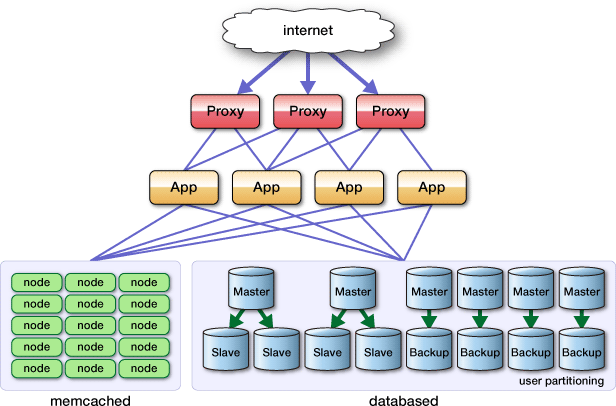 internet
Proxy Proxy Proxy
App App App App
node node node
node node node
node node node
node node node
node node node
Master Master Master Master Master Master
Slave Slave Slave Slave Backup Backup Backup Backup
user partitioning
memcached databased